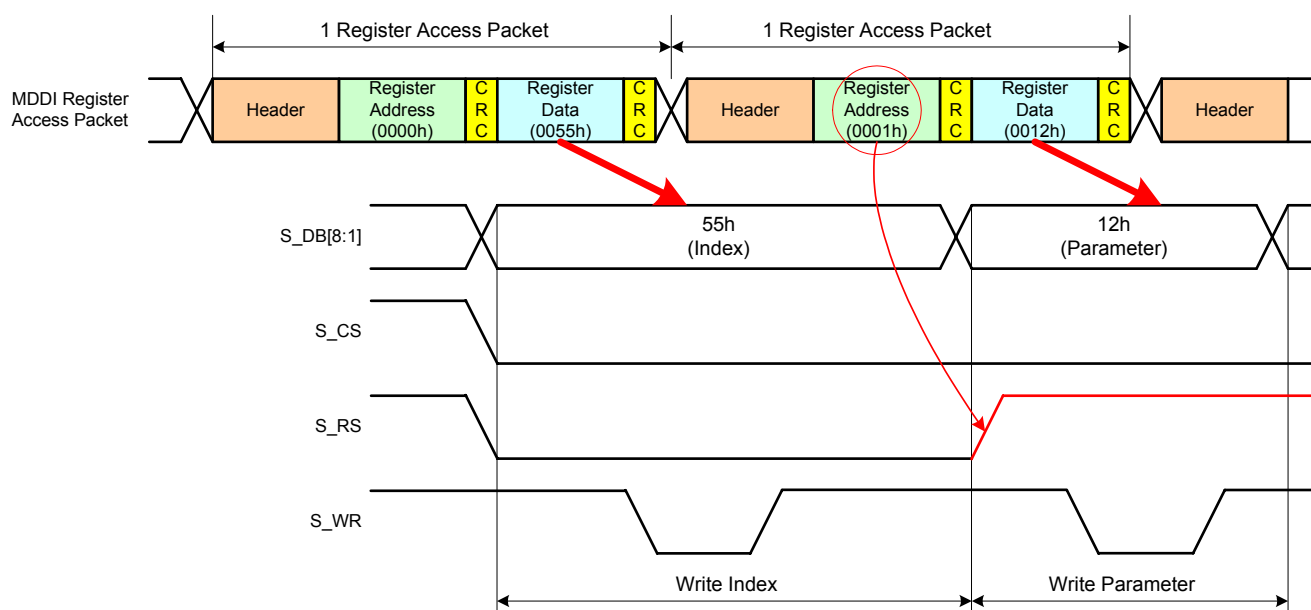 1 Register Access Packet
1 Register Access Packet
MDDI Register
Access Packet
Header
Register
Address
(0000h)
C
R
C
Register
Data
(0055h)
C
R
C
Header
Register
Address
(0001h)
C
R
C
Register
Data
(0012h)
C
R
C
Header
S_DB[8:1]
55h
(Index)
12h
(Parameter)
S_CS
S_RS
S_WR
Write Index
Write Parameter